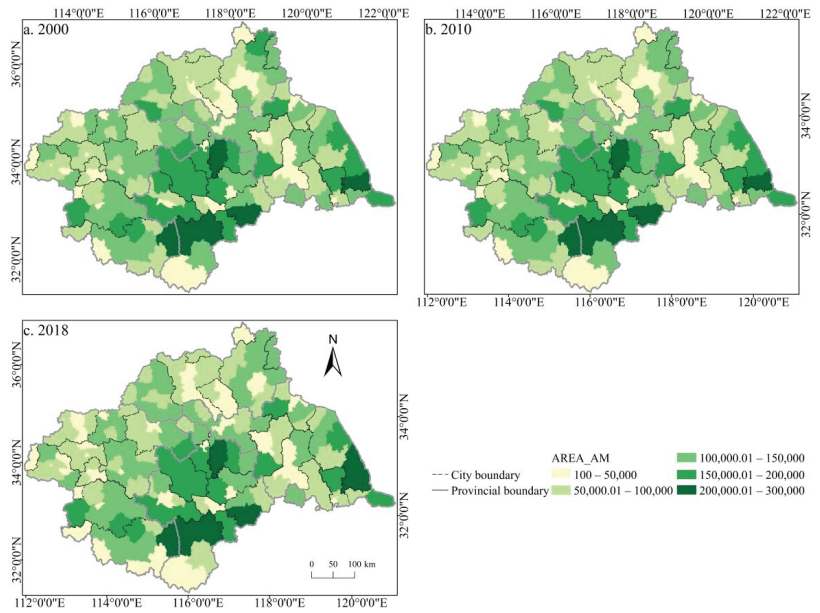 114°0'0"E 116°0'0"E 118°0'0"E 120°0'0"E 122°0'0"E
114°0'0"E 116°0'0"E 118°0'0"E 120°0'0"E 122°0'0"E
a. 2000
b. 2010
36°0'0"N
34°0'0"N
32°0'0"N
34°0'0"N
32°0'0"N
112°0'0"E 114°0'0"E 116°0'0"E 118°0'0"E 120°0'0"E
c. 2018
N
36°0'0"N
34°0'0"N
32°0'0"N
34°0'0"N
32°0'0"N
0 50 100 km
112°0'0"E 114°0'0"E 116°0'0"E 118°0'0"E 120°0'0"E
City boundary
Provincial boundary
AREA_AM
100 – 50,000
50,000.01 – 100,000
100,000.01 – 150,000
150,000.01 – 200,000
200,000.01 – 300,000